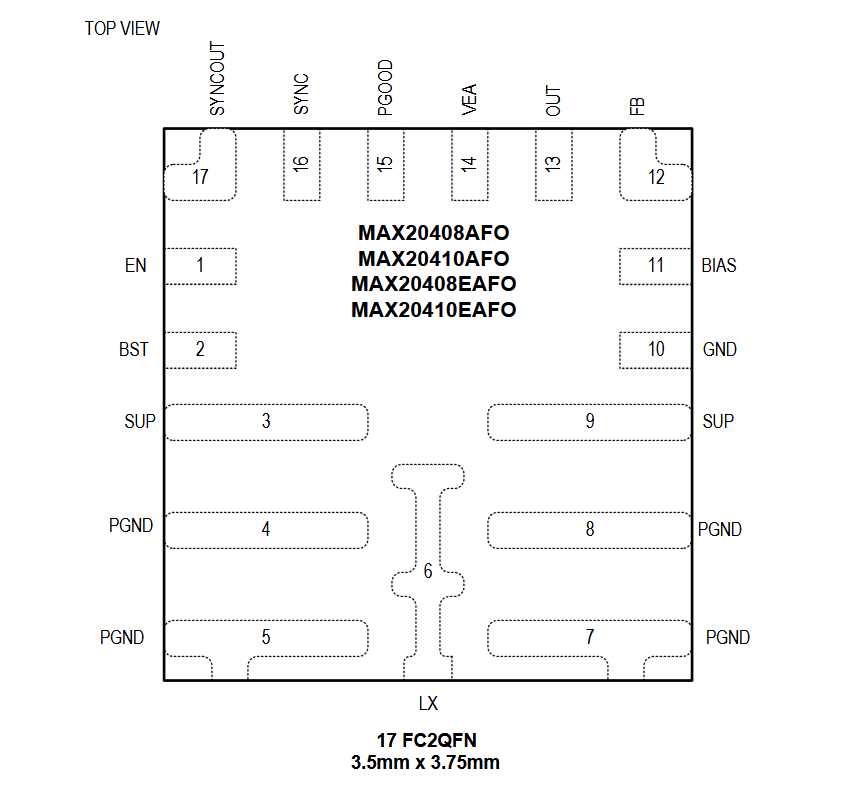 TOP VIEW
SYNCOUT
SYNC
PGOOD
VEA
OUT
FB
17
16
15
14
13
12
MAX20408AFO
MAX20410AFO
MAX20408EAFO
MAX20410EAFO
EN 1
11 BIAS
BST 2
10 GND
SUP 3
9 SUP
PGND 4
8 PGND
6
PGND 5
7 PGND
LX
17 FC2QFN
3.5mm x 3.75mm